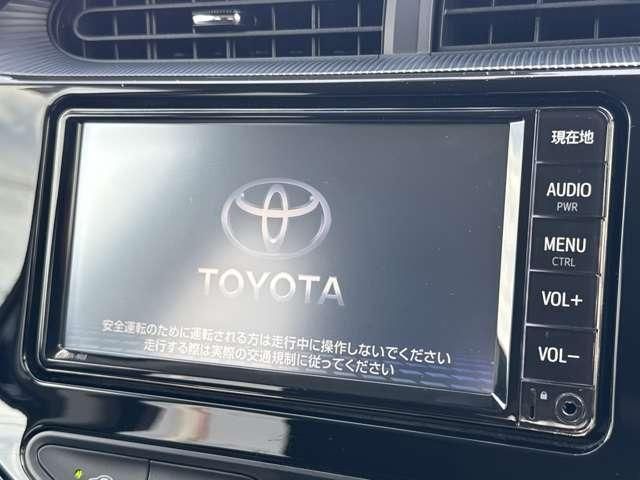 現在地
AUDIO
PWR
MENU
CTRL
VOL+
VOL−
TOYOTA
安全運転のために運転される方は走行中に操作しないでください
走行する際は実際の交通規制に従ってください